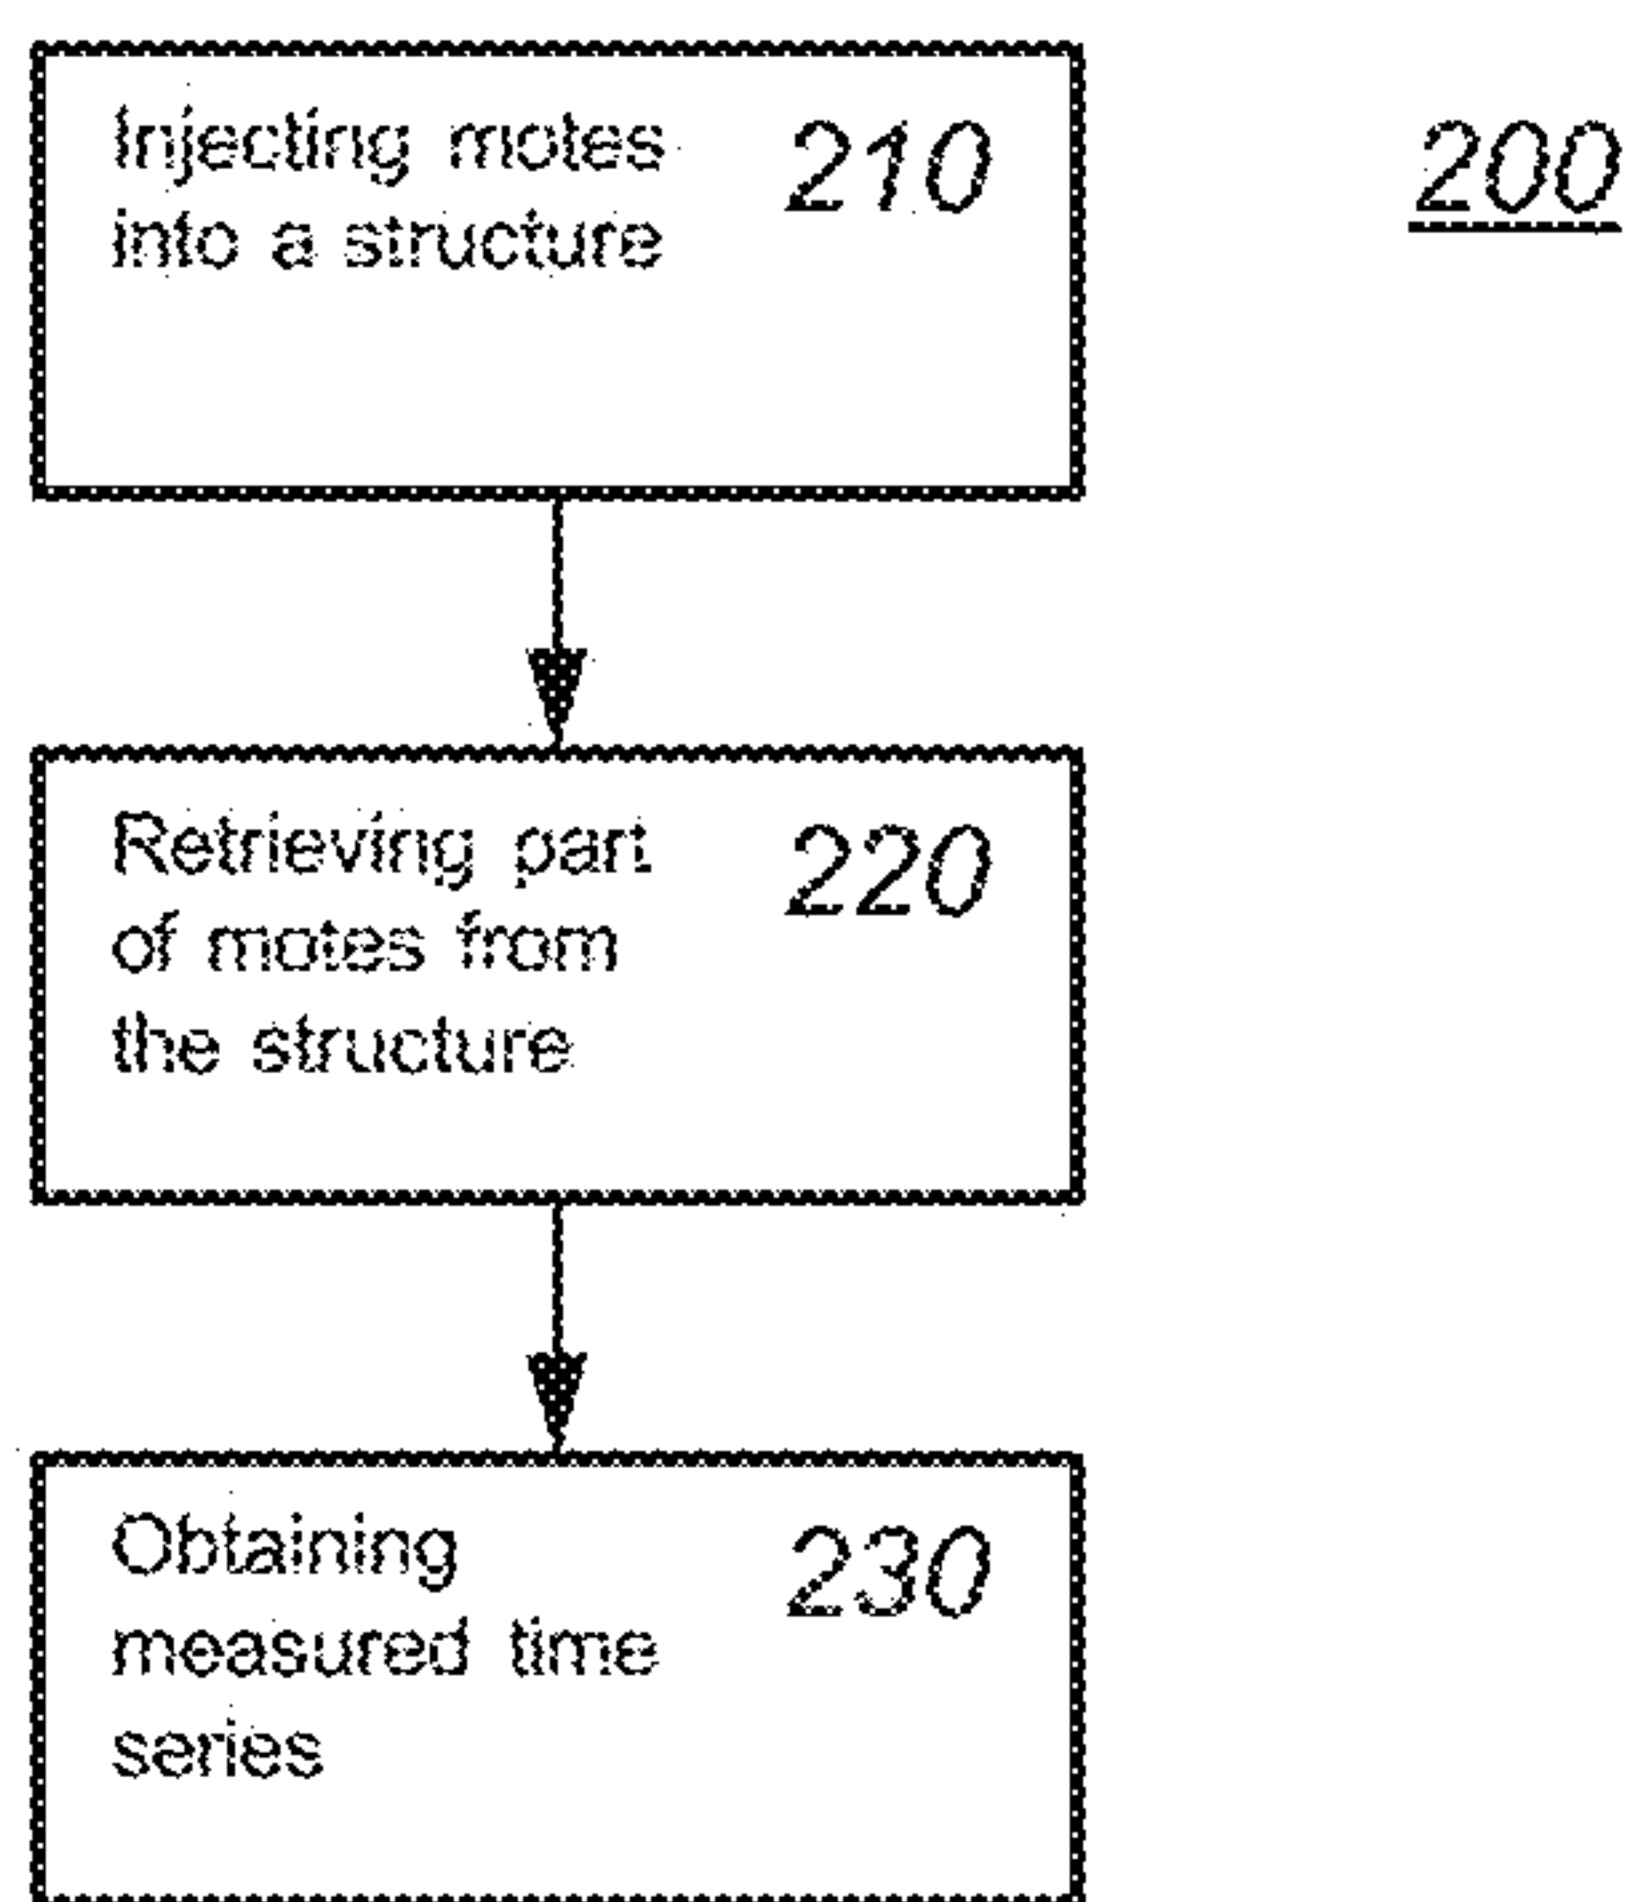 Injecting motes 210
into a structure
200
Retrieving part 220
of motes from
the structure
Obtaining 230
measured time
series